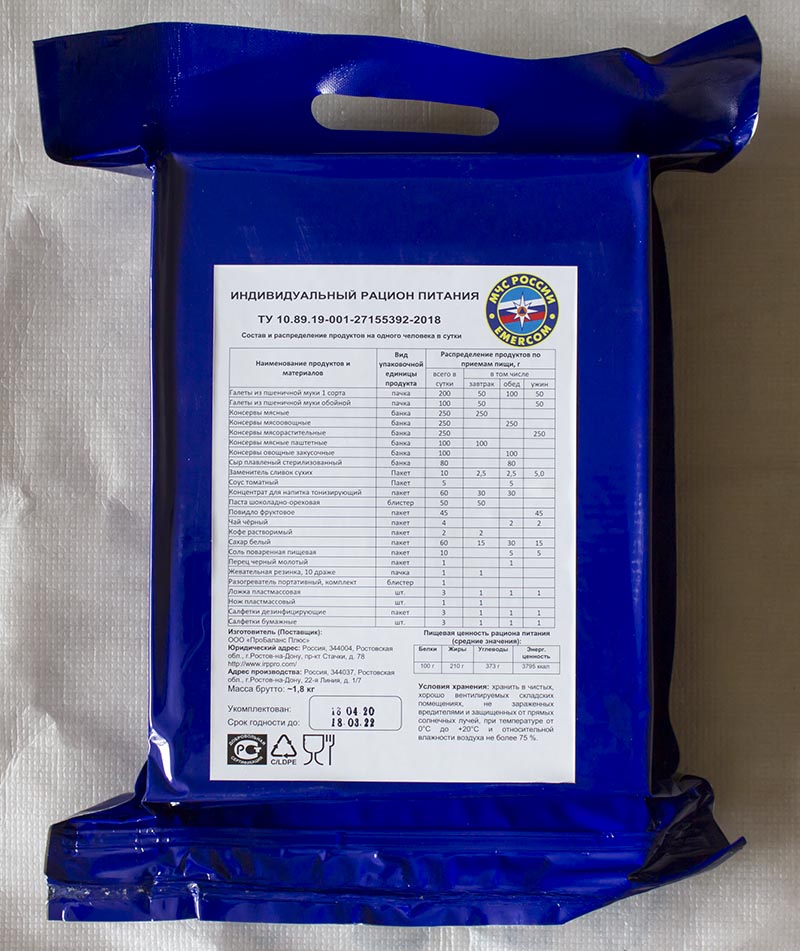 ИНДИВИДУАЛЬНЫЙ РАЦИОН ПИТАНИЯ
МЧС РОССИИ
EMERCOM
ТУ 10.89.19-001-27155392-2018
Состав и распределение продуктов на одного человека в сутки
Наименование продуктов и материалов Вид упаковочной единицы продукта Распределение продуктов по приемам пищи, г
всего в сутки в том числе
завтрак обед ужин
Галеты из пшеничной муки 1 сорта пачка 200 50 100 50
Галеты из пшеничной муки обойной пачка 100 50 50
Консервы мясные банка 250 250
Консервы мясоовощные банка 250 250
Консервы мясорастительные банка 250 250
Консервы мясные паштетные банка 100 100
Консервы овощные закусочные банка 100 100
Сыр плавленый стерилизованный банка 80 80
Заменитель сливок сухих Пакет 10 2,5 2,5 5,0
Соус томатный Пакет 5 5
Концентрат для напитка тонизирующий пакет 60 30 30
Паста шоколадно-ореховая блистер 50 50
Повидло фруктовое пакет 45 45
Чай чёрный пакет 4 2 2
Кофе растворимый пакет 2 2
Сахар белый пакет 60 15 30 15
Соль поваренная пищевая пакет 10 5 5
Перец черный молотый пакет 1 1
Жевательная резинка, 10 драже пачка 1 1
Разогреватель портативный, комплект блистер 1
Ложка пластмассовая шт. 3 1 1 1
Нож пластмассовый шт. 1 1
Салфетки дезинфицирующие пакет 3 1 1 1
Салфетки бумажные шт. 3 1 1 1
Изготовитель (Поставщик):
ООО «ПроБаланс Плюс»
Юридический адрес: Россия, 344004, Ростовская
обл., г.Ростов-на-Дону, пр-кт Стачки, д. 78
http://www.irppro.com/
Адрес производства: Россия, 344037, Ростовская
обл., г.Ростов-на-Дону, 22-я Линия, д. 1/7
Масса брутто: ~1,8 кг
Укомплектован: 18 04.20
Срок годности до: 18 03.22
ДОБРОВОЛЬНАЯ
РС
СЕРТИФИКАЦИЯ
C/LDPE
Пищевая ценность рациона питания
(средние значения):
Белки Жиры Углеводы Энерг. ценность
100 г 210 г 373 г 3795 ккал
Условия хранения: хранить в чистых,
хорошо вентилируемых складских
помещениях, не зараженных
вредителями и защищенных от прямых
солнечных лучей, при температуре от
0°С до +20°С и относительной
влажности воздуха не более 75 %.